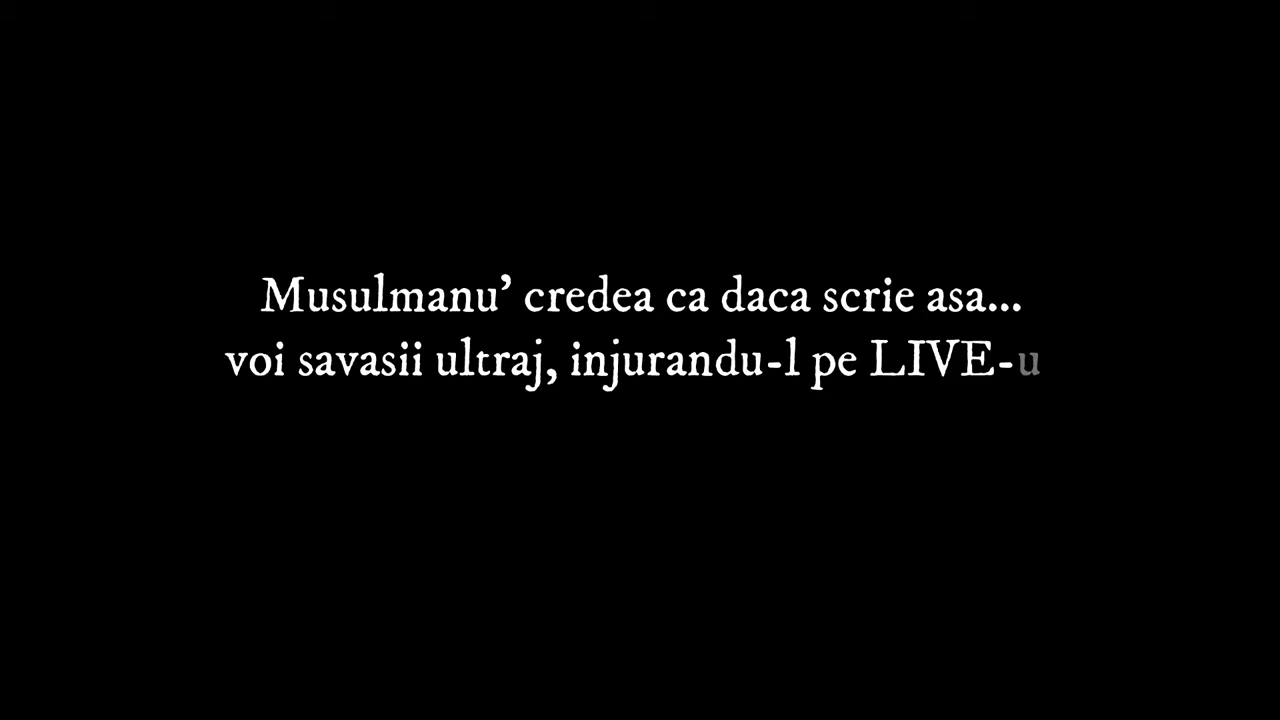 Musulmanu’ credea ca daca scrie asa...
voi savasii ultraj, injurandu-l pe LIVE-u